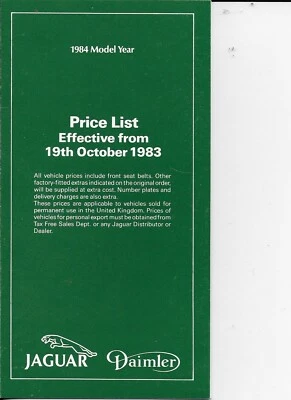 1984 Model Year
Price List
Effective from
19th October 1983
All vehicle prices include front seat belts. Other
factory-fitted extras indicated on the original order,
will be supplied at extra cost. Number plates and
delivery charges are also extra.
These prices are applicable to vehicles sold for
permanent use in the United Kingdom. Prices of
vehicles for personal export must be obtained from
Tax Free Sales Dept. or any Jaguar Distributor or
Dealer.
JAGUAR Daimler